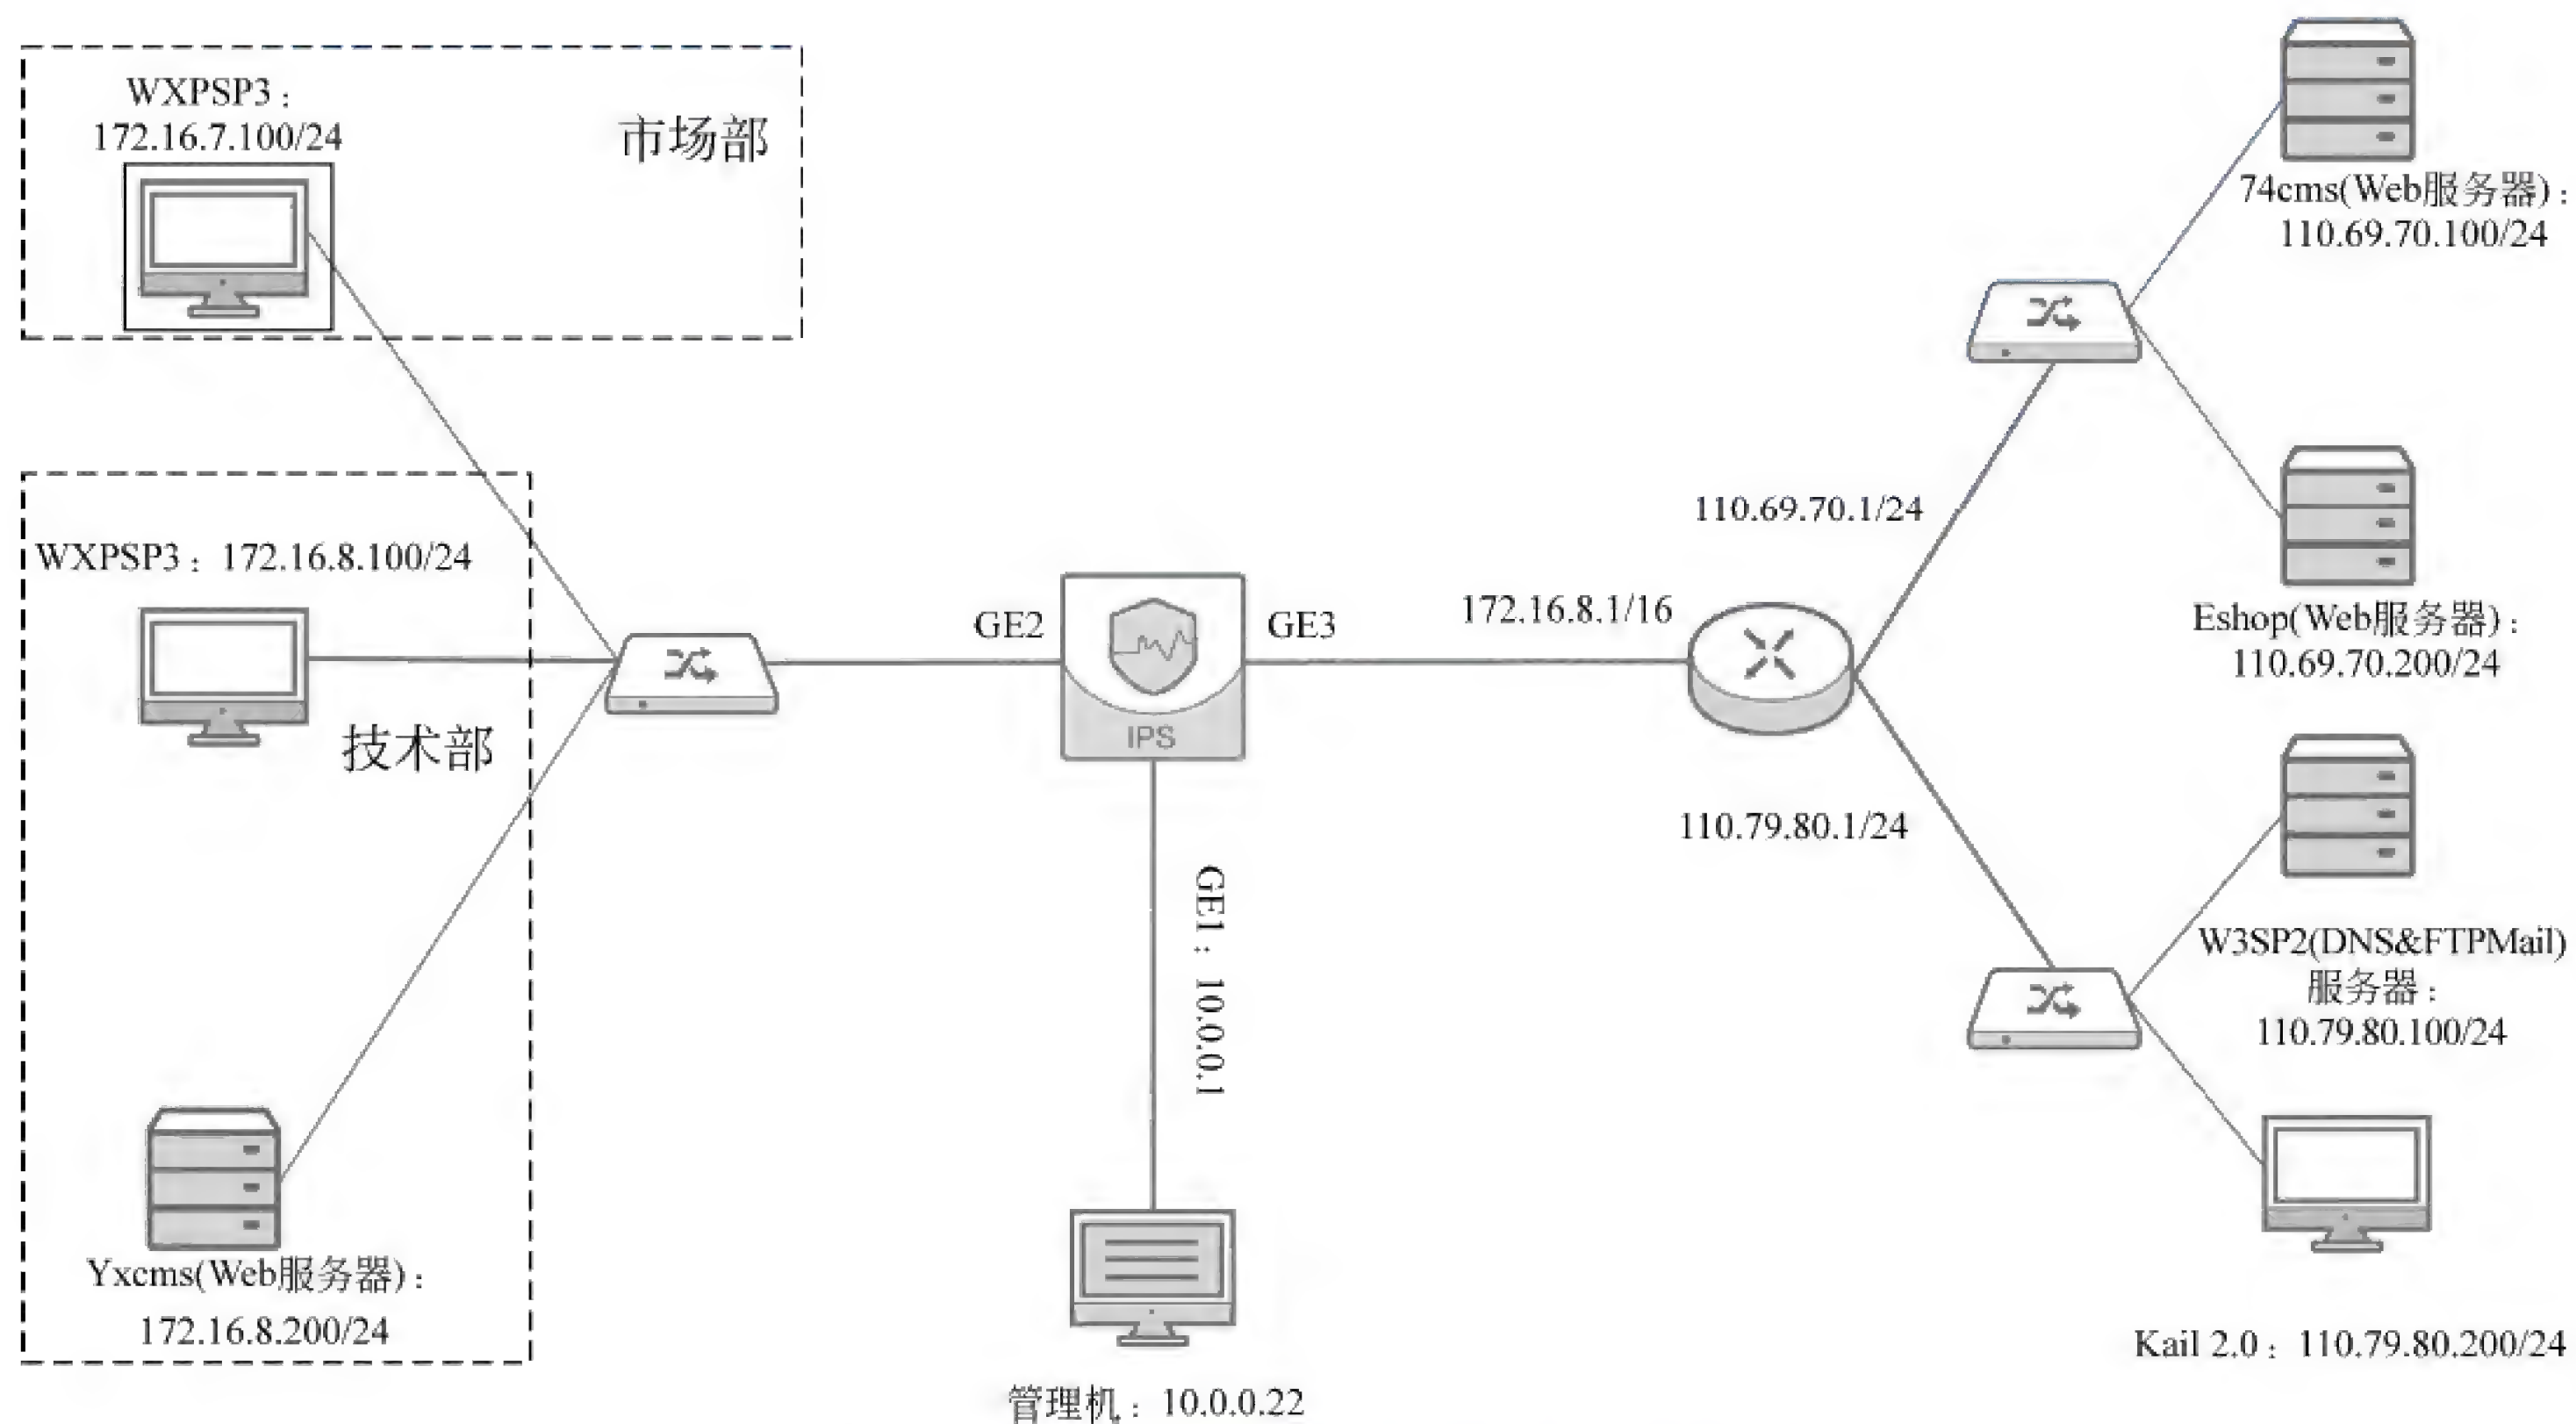 WXPSP3：
172.16.7.100/24
市场部
WXPSP3：172.16.8.100/24
技术部
Yxcms(Web服务器)：
172.16.8.200/24
GE2
IPS
GE3
GE1：10.0.0.1
管理机：10.0.0.22
172.16.8.1/16
110.69.70.1/24
110.79.80.1/24
74cms(Web服务器)：
110.69.70.100/24
Eshop(Web服务器)：
110.69.70.200/24
W3SP2(DNS&FTPMail)
服务器：
110.79.80.100/24
Kail 2.0：110.79.80.200/24